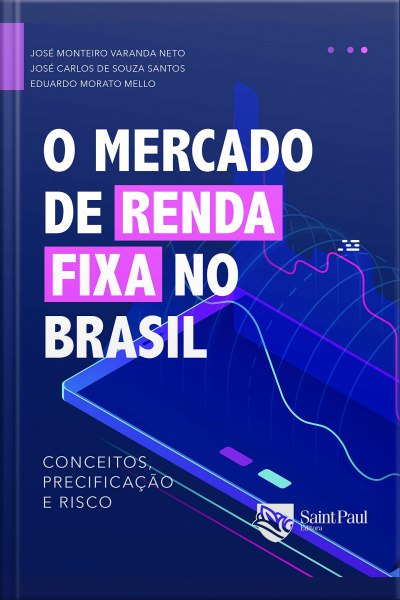 JOSÉ MONTEIRO VARANDA NETO
JOSÉ CARLOS DE SOUZA SANTOS
EDUARDO MORATO MELLO
O MERCADO
DE RENDA
FIXA NO
BRASIL
CONCEITOS,
PRECIFICAÇÃO
E RISCO
Saint Paul
Editora